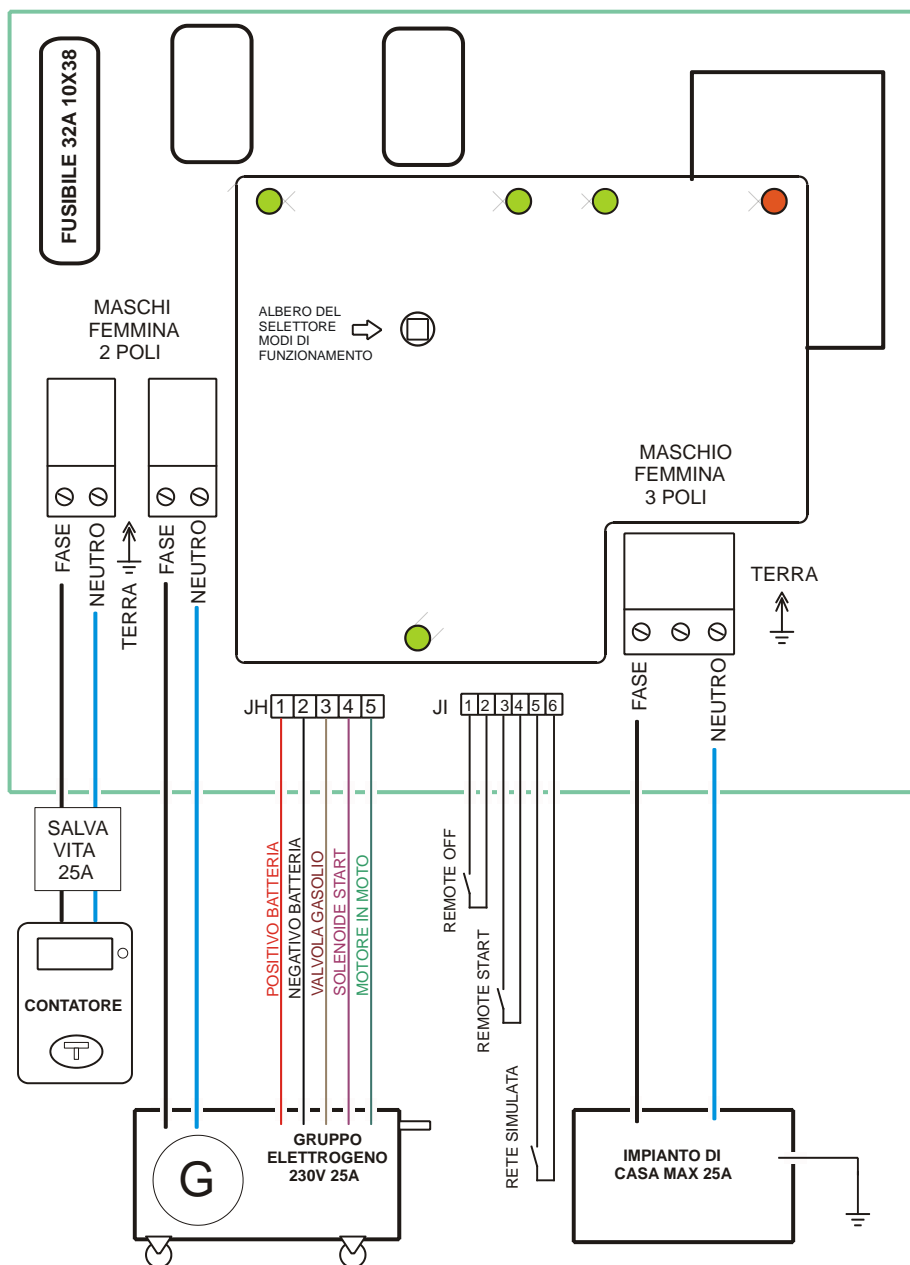 FUSIBILE 32A 10X38
MASCHI
FEMMINA
2 POLI
ALBERO DEL
SELETTORE
MODI DI
FUNZIONAMENTO
MASCHIO
FEMMINA
3 POLI
FASE
NEUTRO
TERRA
FASE
NEUTRO
TERRA
FASE
NEUTRO
JH 1 2 3 4 5
JI 1 2 3 4 5 6
SALVA
VITA
25A
POSITIVO BATTERIA
NEGATIVO BATTERIA
VALVOLA GASOLIO
SOLENOIDE START
MOTORE IN MOTO
REMOTE OFF
REMOTE START
RETE SIMULATA
CONTATORE
G
GRUPPO
ELETTROGENO
230V 25A
IMPIANTO DI
CASA MAX 25A